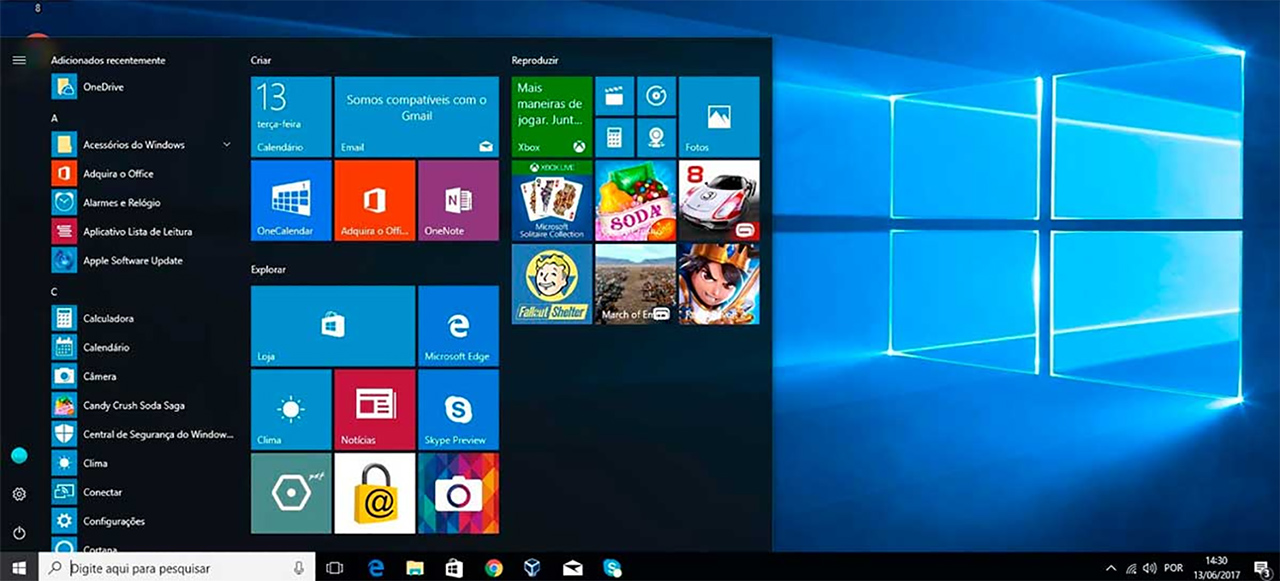 8
Adicionados recentemente
OneDrive
A
Acessórios do Windows
Adquira o Office
Alarmes e Relógio
Aplicativo Lista de Leitura
Apple Software Update
C
Calculadora
Calendário
Câmera
Candy Crush Soda Saga
Central de Segurança do Window...
Clima
Conectar
Configurações
Cortana
Criar
13
terça-feira
Calendário
Somos compatíveis com o
Gmail
Email
OneCalendar
Adquira o Offi...
OneNote
Explorar
Loja
Microsoft Edge
Clima
Notícias
Skype Preview
@
Reproduzir
Mais
maneiras de
jogar. Junt...
Xbox
Fotos
XBOX LIVE
Microsoft
Solitaire Collection
SODA
8
Fallout Shelter
March of Em
Digite aqui para pesquisar
POR
14:30
13/06/2017
3